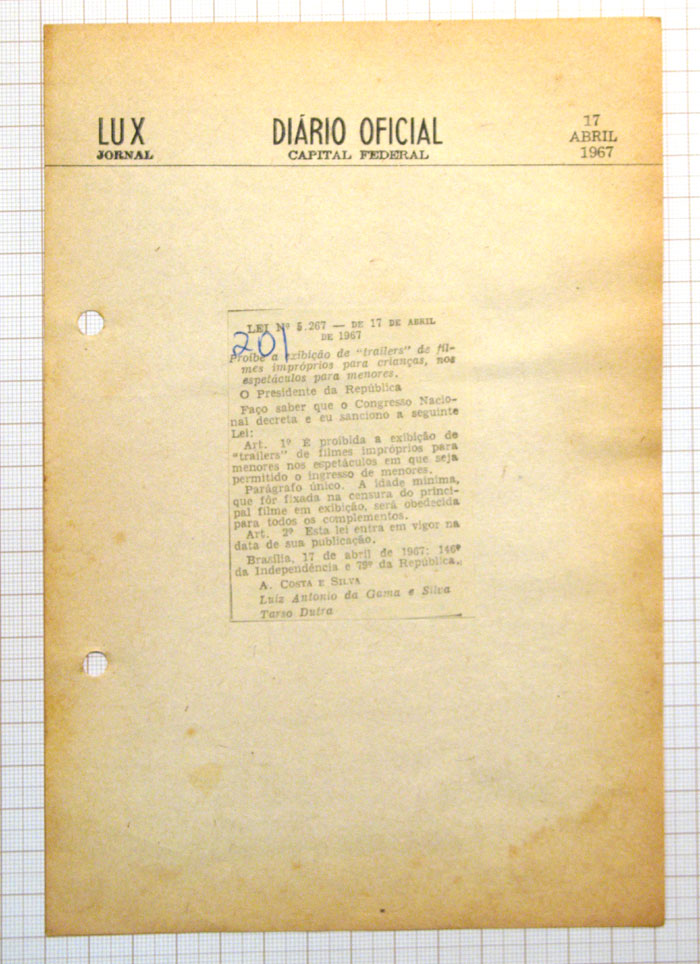 LUX
JORNAL
DIÁRIO OFICIAL
CAPITAL FEDERAL
17
ABRIL
1967
LEI Nº 5.267 — DE 17 DE ABRIL
DE 1967
201
Proibe a exibição de "trailers" de fil-
mes impróprios para crianças, nos
espetáculos para menores.
O Presidente da República
Faço saber que o Congresso Nacio-
nal decreta e eu sanciono a seguinte
Lei:
Art. 1º É proibida a exibição de
"trailers" de filmes impróprios para
menores nos espetáculos em que seja
permitido o ingresso de menores.
Parágrafo único. A idade mínima,
que fôr fixada na censura do princi-
pal filme em exibição, será obedecida
para todos os complementos.
Art. 2º Esta lei entra em vigor na
data de sua publicação.
Brasília, 17 de abril de 1967; 146º
da Independência e 79º da República.
A. COSTA E SILVA
Luiz Antonio da Gama e Silva
Tarso Dutra